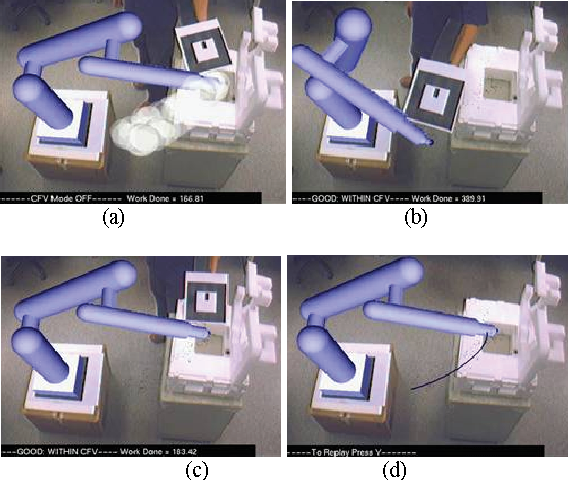 ------CFV Mode OFF------ Work Done = 166.81
-----GOOD: WITHIN CFV---- Work Done = 389.91
(a)
(b)
----GOOD: WITHIN CFV---- Work Done = 183.42
-----To Replay Press Y-------
(c)
(d)